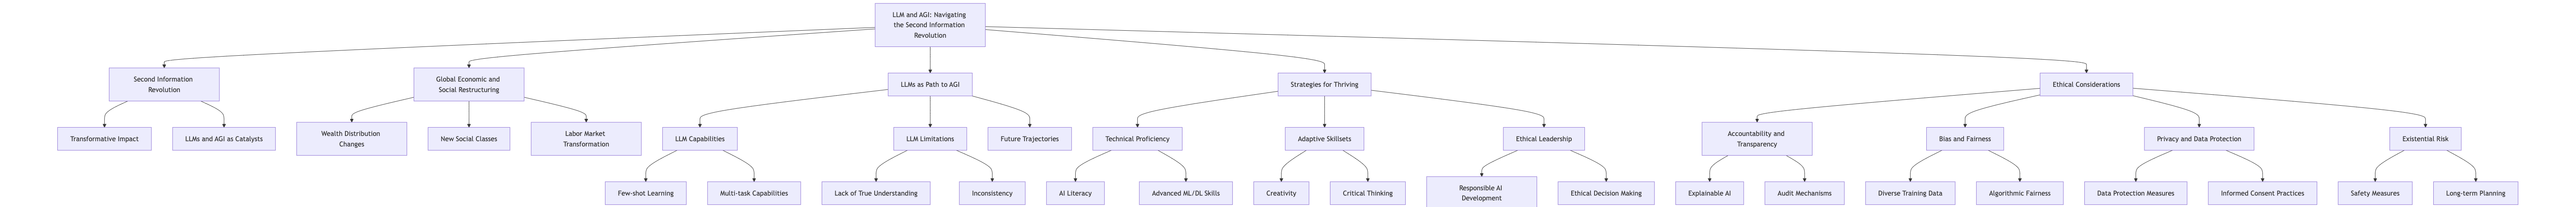 LLM and AGI: Navigating
the Second Information
Revolution
Second Information
Revolution
Global Economic and
Social Restructuring
LLMs as Path to AGI
Strategies for Thriving
Ethical Considerations
Transformative Impact
LLMs and AGI as Catalysts
Wealth Distribution
Changes
New Social Classes
Labor Market
Transformation
LLM Capabilities
LLM Limitations
Future Trajectories
Technical Proficiency
Adaptive Skillsets
Ethical Leadership
Accountability and
Transparency
Bias and Fairness
Privacy and Data Protection
Existential Risk
Few-shot Learning
Multi-task Capabilities
Lack of True Understanding
Inconsistency
AI Literacy
Advanced ML/DL Skills
Creativity
Critical Thinking
Responsible AI
Development
Ethical Decision Making
Explainable AI
Audit Mechanisms
Diverse Training Data
Algorithmic Fairness
Data Protection Measures
Informed Consent Practices
Safety Measures
Long-term Planning